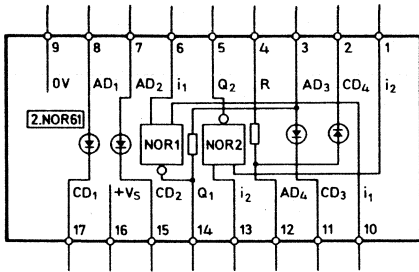 9 8 7 6 5 4 3 2 1
0V AD₁ AD₂ i₁ Q₂ R AD₃ CD₄ i₂
2.NOR61
NOR1 NOR2
CD₁ +Vs CD₂ Q₁ i₂ AD₄ CD₃ i₁
17 16 15 14 13 12 11 10